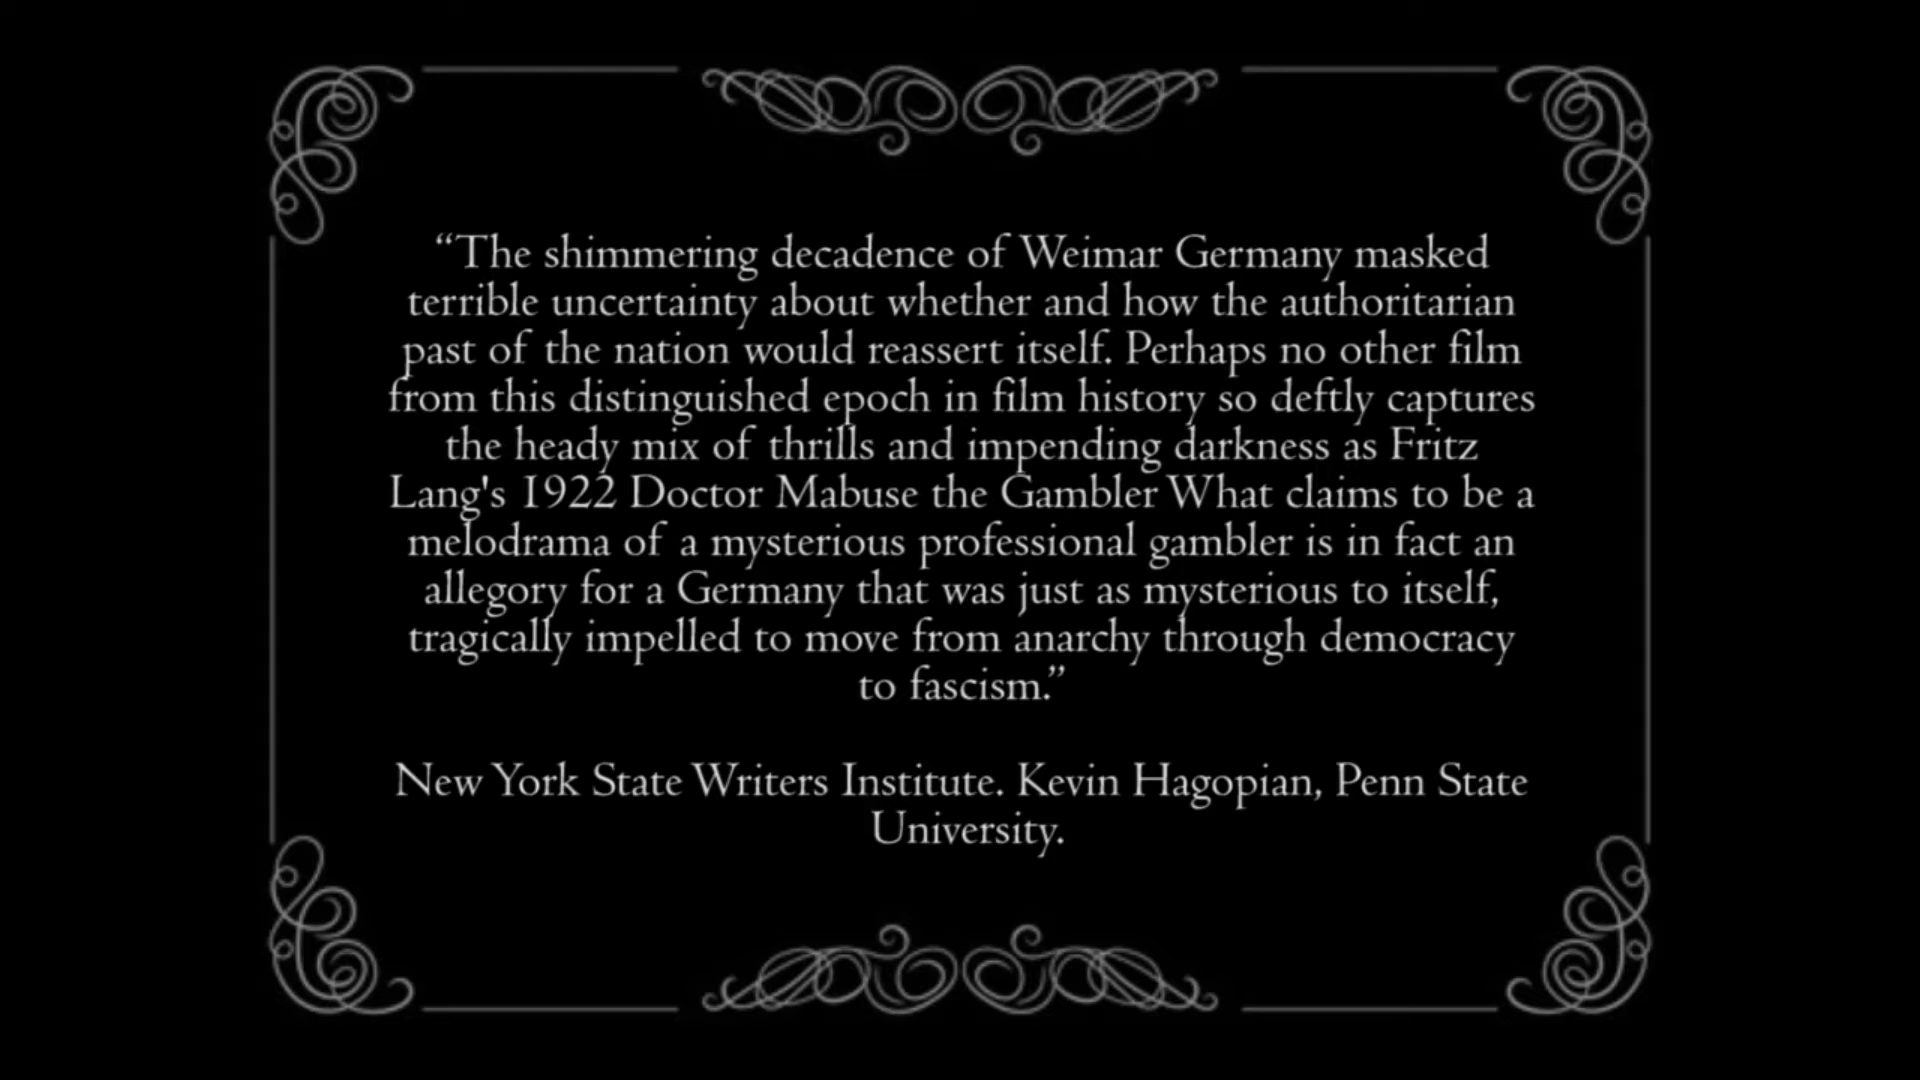 “The shimmering decadence of Weimar Germany masked
terrible uncertainty about whether and how the authoritarian
past of the nation would reassert itself. Perhaps no other film
from this distinguished epoch in film history so deftly captures
the heady mix of thrills and impending darkness as Fritz
Lang's 1922 Doctor Mabuse the Gambler What claims to be a
melodrama of a mysterious professional gambler is in fact an
allegory for a Germany that was just as mysterious to itself,
tragically impelled to move from anarchy through democracy
to fascism.”
New York State Writers Institute. Kevin Hagopian, Penn State
University.